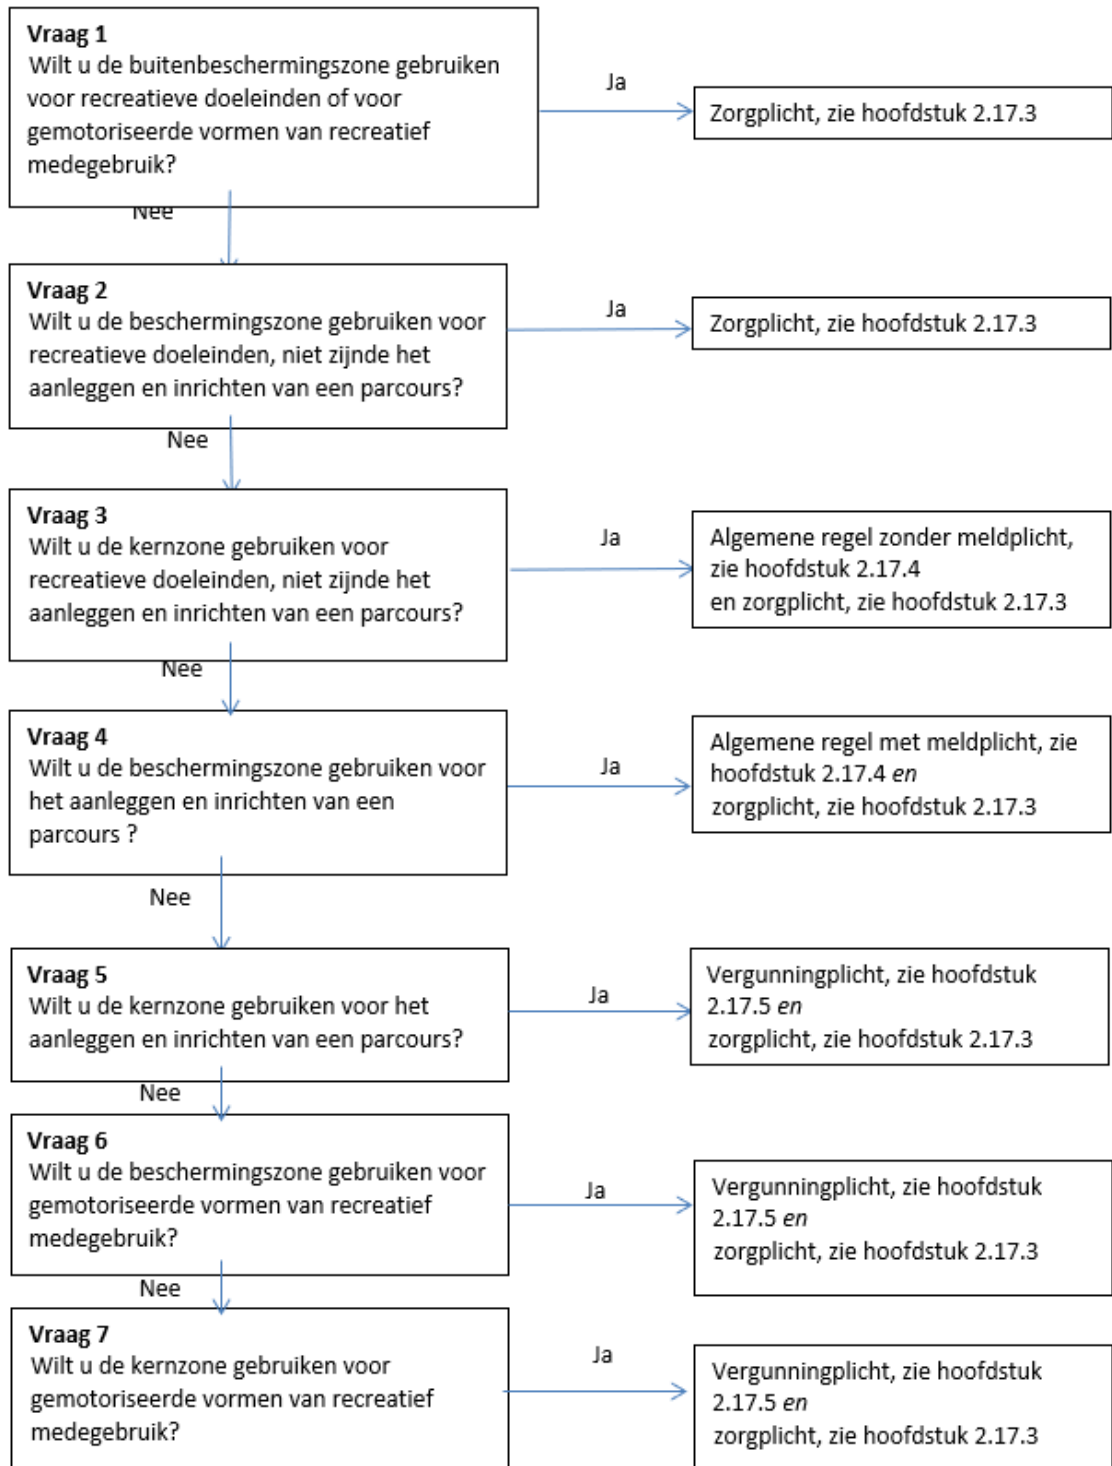 Vraag 1
Wilt u de buitenbeschermingszone gebruiken
voor recreatieve doeleinden of voor
gemotoriseerde vormen van recreatief
medegebruik?
Ja
Zorgplicht, zie hoofdstuk 2.17.3
Nee
Vraag 2
Wilt u de beschermingszone gebruiken voor
recreatieve doeleinden, niet zijnde het
aanleggen en inrichten van een parcours?
Ja
Zorgplicht, zie hoofdstuk 2.17.3
Nee
Vraag 3
Wilt u de kernzone gebruiken voor
recreatieve doeleinden, niet zijnde het
aanleggen en inrichten van een parcours?
Ja
Algemene regel zonder meldplicht,
zie hoofdstuk 2.17.4
en zorgplicht, zie hoofdstuk 2.17.3
Nee
Vraag 4
Wilt u de beschermingszone gebruiken voor
het aanleggen en inrichten van een
parcours ?
Ja
Algemene regel met meldplicht, zie
hoofdstuk 2.17.4 en
zorgplicht, zie hoofdstuk 2.17.3
Nee
Vraag 5
Wilt u de kernzone gebruiken voor het
aanleggen en inrichten van een parcours?
Ja
Vergunningplicht, zie hoofdstuk
2.17.5 en
zorgplicht, zie hoofdstuk 2.17.3
Nee
Vraag 6
Wilt u de beschermingszone gebruiken voor
gemotoriseerde vormen van recreatief
medegebruik?
Ja
Vergunningplicht, zie hoofdstuk
2.17.5 en
zorgplicht, zie hoofdstuk 2.17.3
Nee
Vraag 7
Wilt u de kernzone gebruiken voor
gemotoriseerde vormen van recreatief
medegebruik?
Ja
Vergunningplicht, zie hoofdstuk
2.17.5 en
zorgplicht, zie hoofdstuk 2.17.3